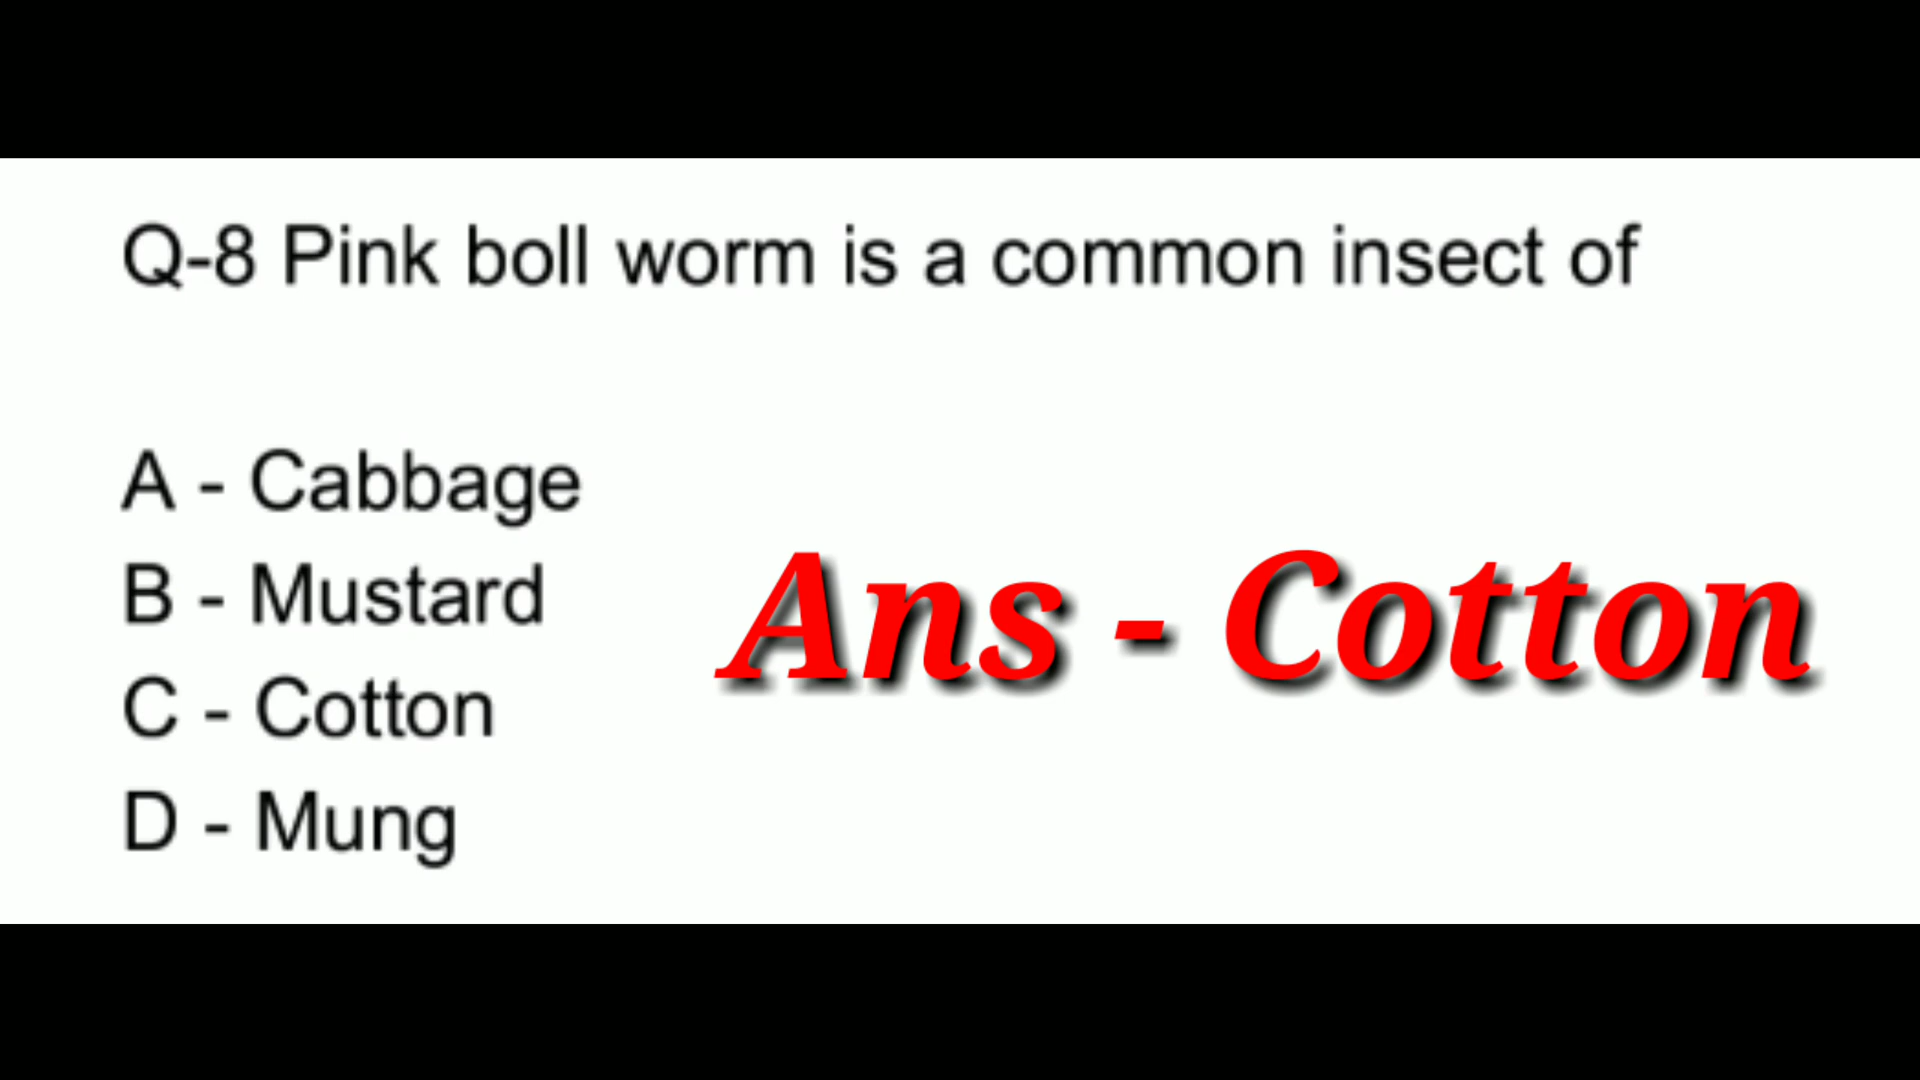 Q-8 Pink boll worm is a common insect of
A - Cabbage
B - Mustard
C - Cotton
D - Mung
Ans - Cotton